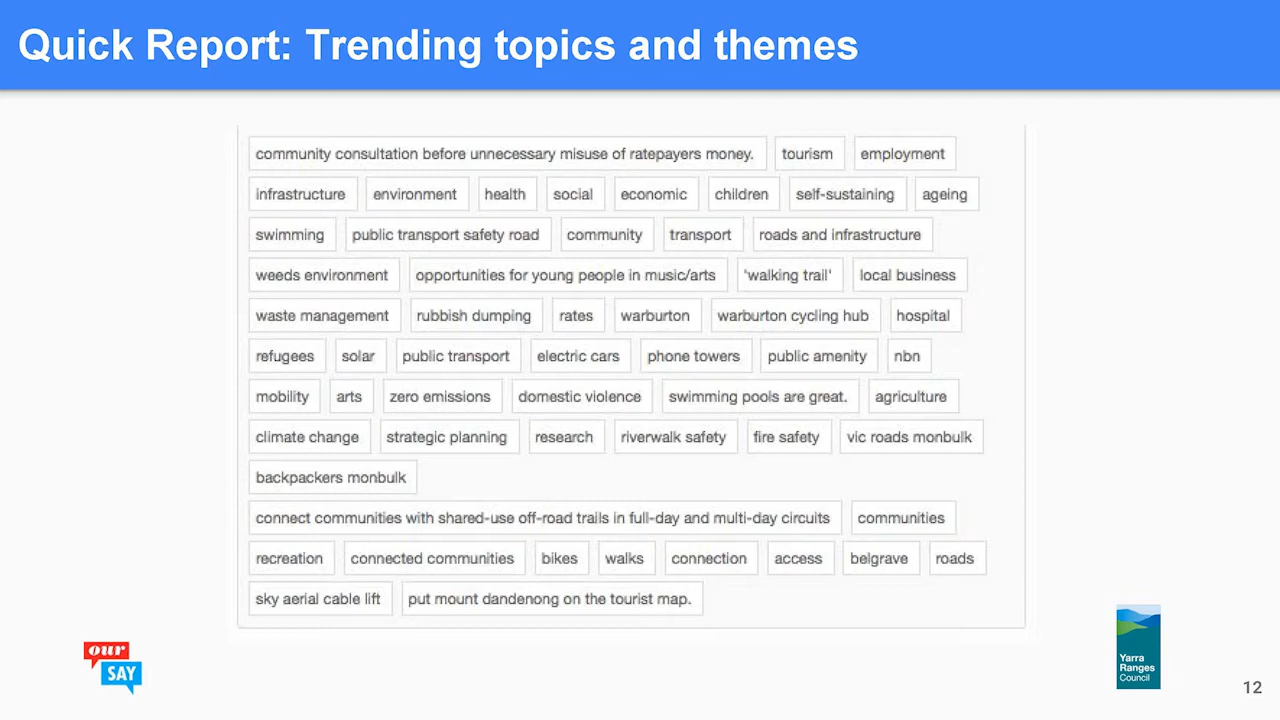 Quick Report: Trending topics and themes
community consultation before unnecessary misuse of ratepayers money. tourism employment
infrastructure environment health social economic children self-sustaining ageing
swimming public transport safety road community transport roads and infrastructure
weeds environment opportunities for young people in music/arts 'walking trail' local business
waste management rubbish dumping rates warburton warburton cycling hub hospital
refugees solar public transport electric cars phone towers public amenity nbn
mobility arts zero emissions domestic violence swimming pools are great. agriculture
climate change strategic planning research riverwalk safety fire safety vic roads monbulk
backpackers monbulk
connect communities with shared-use off-road trails in full-day and multi-day circuits communities
recreation connected communities bikes walks connection access belgrave roads
sky aerial cable lift put mount dandenong on the tourist map.
our
SAY
Yarra
Ranges
Council
12